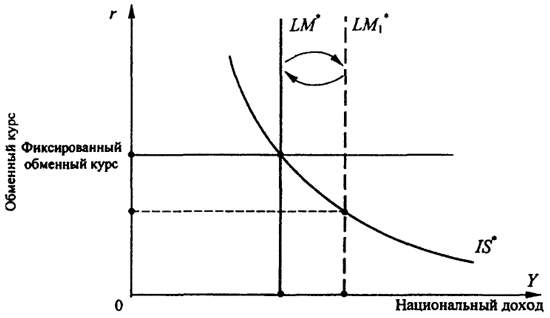 r
LM*
LM₁*
Обменный курс
Фиксированный
обменный курс
IS*
Y
0
Национальный доход